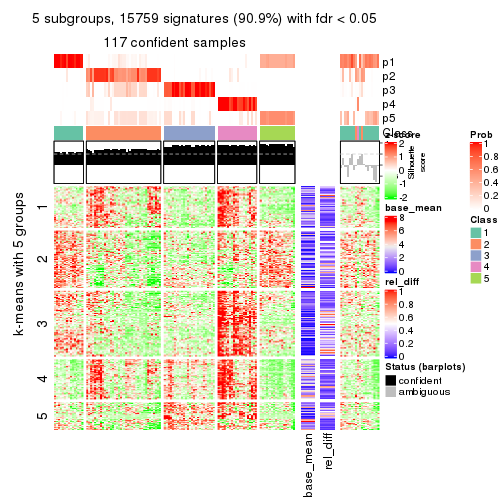 5 subgroups, 15759 signatures (90.9%) with fdr < 0.05
117 confident samples
p1
p2
p3
p4
p5
Class
Silhouette
score
k-means with 5 groups
1
2
3
4
5
base_mean
rel_diff
z-score
2
1
0
-1
-2
base_mean
8
6
4
2
0
rel_diff
1
0.8
0.6
0.4
0.2
0
Status (barplots)
confident
ambiguous
Prob
1
0.8
0.6
0.4
0.2
0
Class
1
2
3
4
5